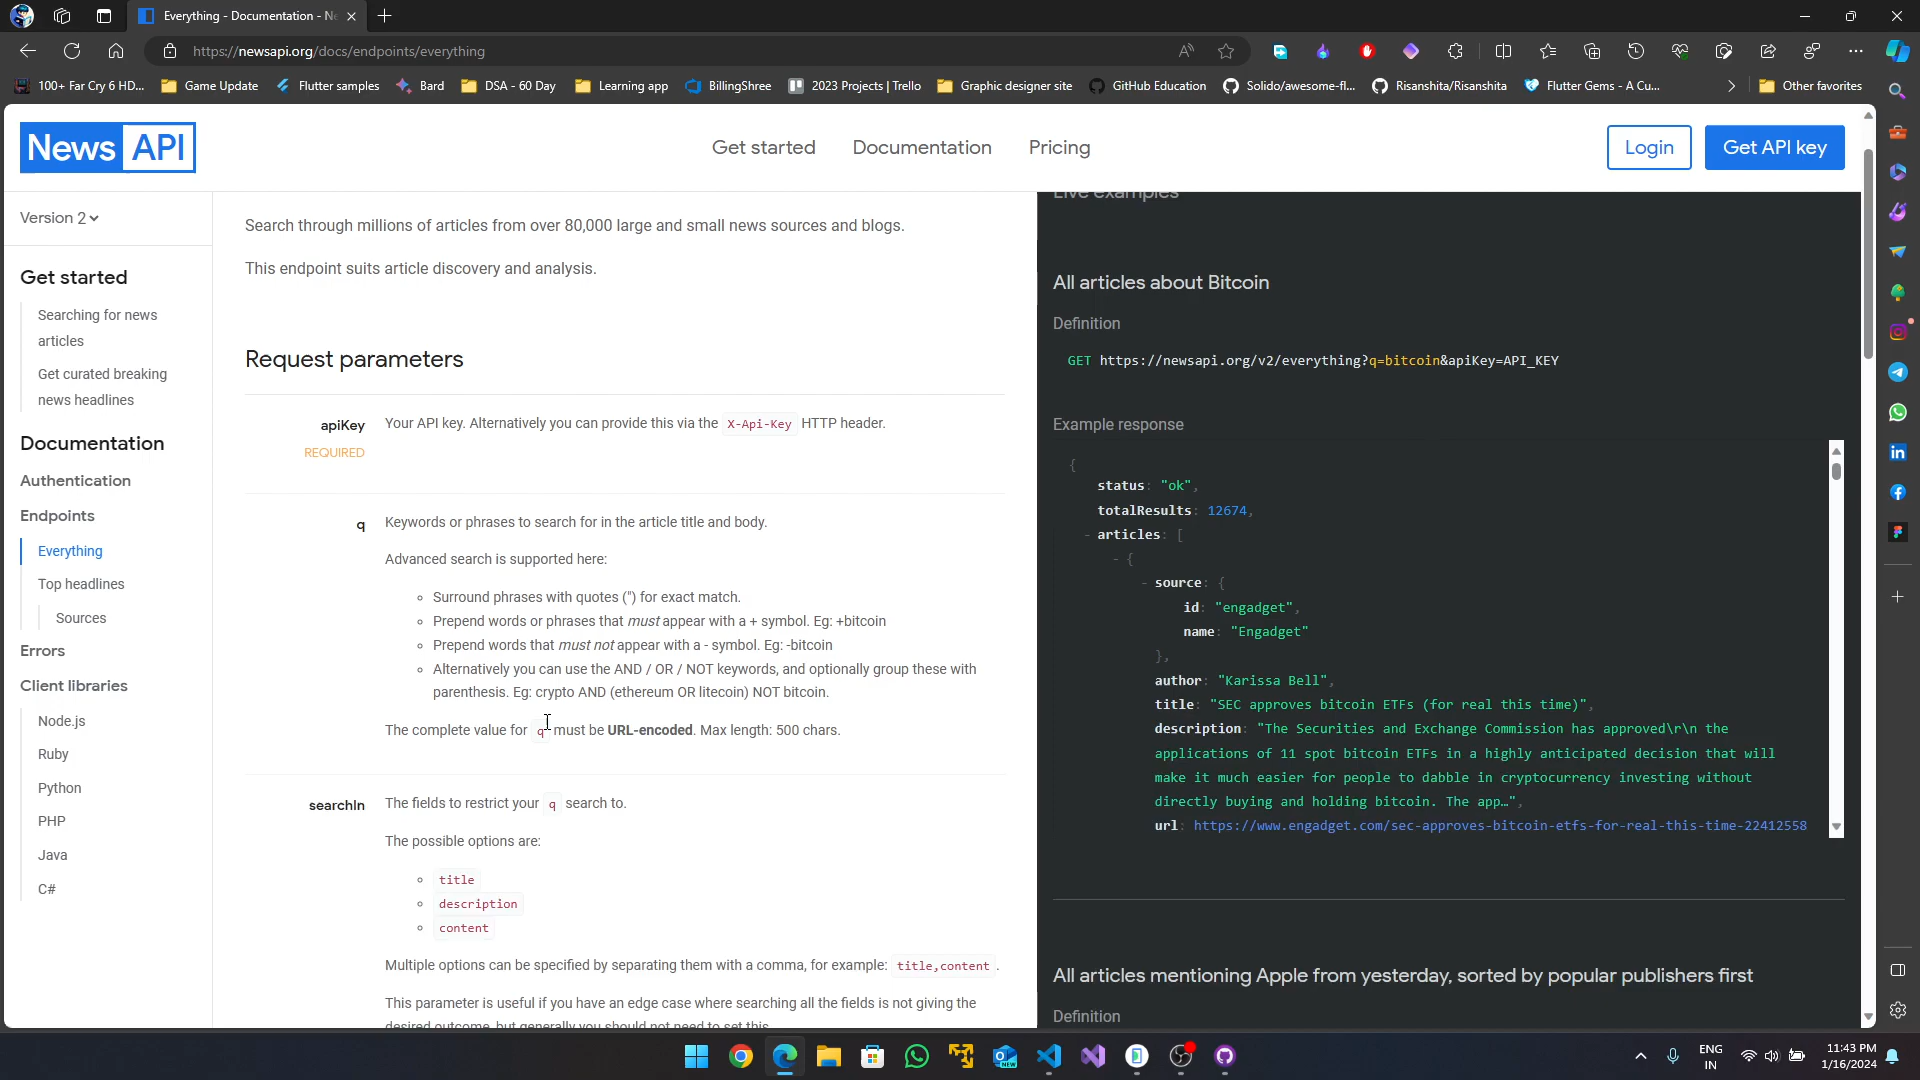 Everything - Documentation - Ne
https://newsapi.org/docs/endpoints/everything
100+ Far Cry 6 HD... Game Update Flutter samples Bard DSA - 60 Day Learning app BillingShree 2023 Projects | Trello Graphic designer site GitHub Education Solido/awesome-fl... Risanshita/Risanshita Flutter Gems - A Cu... Other favorites
News API
Get started Documentation Pricing
Login Get API key
Version 2
Get started
Searching for news
articles
Get curated breaking
news headlines
Documentation
Authentication
Endpoints
Everything
Top headlines
Sources
Errors
Client libraries
Node.js
Ruby
Python
PHP
Java
C#
Search through millions of articles from over 80,000 large and small news sources and blogs.
This endpoint suits article discovery and analysis.
Request parameters
apiKey Your API key. Alternatively you can provide this via the X-Api-Key HTTP header.
REQUIRED
q Keywords or phrases to search for in the article title and body.
Advanced search is supported here:
Surround phrases with quotes (") for exact match.
Prepend words or phrases that must appear with a + symbol. Eg: +bitcoin
Prepend words that must not appear with a - symbol. Eg: -bitcoin
Alternatively you can use the AND / OR / NOT keywords, and optionally group these with
parenthesis. Eg: crypto AND (ethereum OR litecoin) NOT bitcoin.
The complete value for q must be URL-encoded. Max length: 500 chars.
searchIn The fields to restrict your q search to.
The possible options are:
title
description
content
Multiple options can be specified by separating them with a comma, for example: title,content .
This parameter is useful if you have an edge case where searching all the fields is not giving the
desired outcome, but generally you should not need to set this.
Live examples
All articles about Bitcoin
Definition
GET https://newsapi.org/v2/everything?q=bitcoin&apiKey=API_KEY
Example response
{
status: "ok",
totalResults: 12674,
- articles: [
- {
- source: {
id: "engadget",
name: "Engadget"
},
author: "Karissa Bell",
title: "SEC approves bitcoin ETFs (for real this time)",
description: "The Securities and Exchange Commission has approved\r\n the
applications of 11 spot bitcoin ETFs in a highly anticipated decision that will
make it much easier for people to dabble in cryptocurrency investing without
directly buying and holding bitcoin. The app…",
url: https://www.engadget.com/sec-approves-bitcoin-etfs-for-real-this-time-22412558
All articles mentioning Apple from yesterday, sorted by popular publishers first
Definition
ENG
IN
11:43 PM
1/16/2024